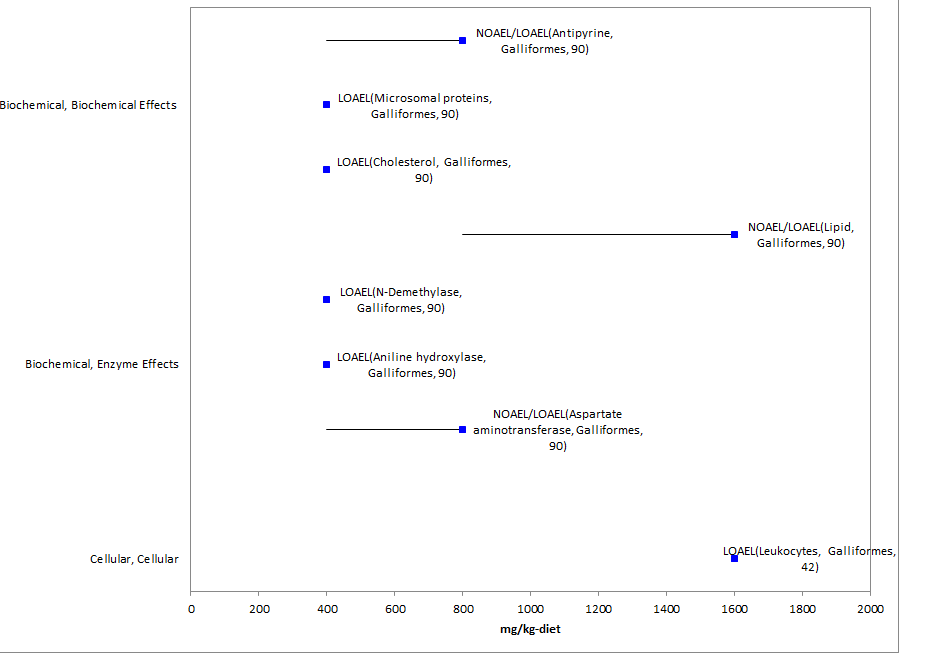 NOAEL/LOAEL(Antipyrine,
Galliformes, 90)
Biochemical, Biochemical Effects
LOAEL(Microsomal proteins,
Galliformes, 90)
LOAEL(Cholesterol, Galliformes,
90)
NOAEL/LOAEL(Lipid,
Galliformes, 90)
LOAEL(N-Demethylase,
Galliformes, 90)
Biochemical, Enzyme Effects
LOAEL(Aniline hydroxylase,
Galliformes, 90)
NOAEL/LOAEL(Aspartate
aminotransferase, Galliformes,
90)
Cellular, Cellular
LOAEL(Leukocytes, Galliformes,
42)
0 200 400 600 800 1000 1200 1400 1600 1800 2000
mg/kg-diet